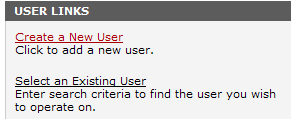 USER LINKS
Create a New User
Click to add a new user.
Select an Existing User
Enter search criteria to find the user you wish
to operate on.